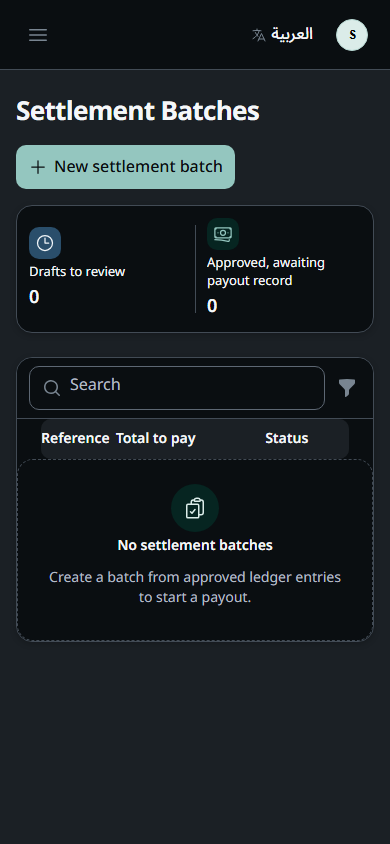 العربية
S
Settlement Batches
New settlement batch
Drafts to review
0
Approved, awaiting
payout record
0
Search
Reference Total to pay Status
No settlement batches
Create a batch from approved ledger entries
to start a payout.